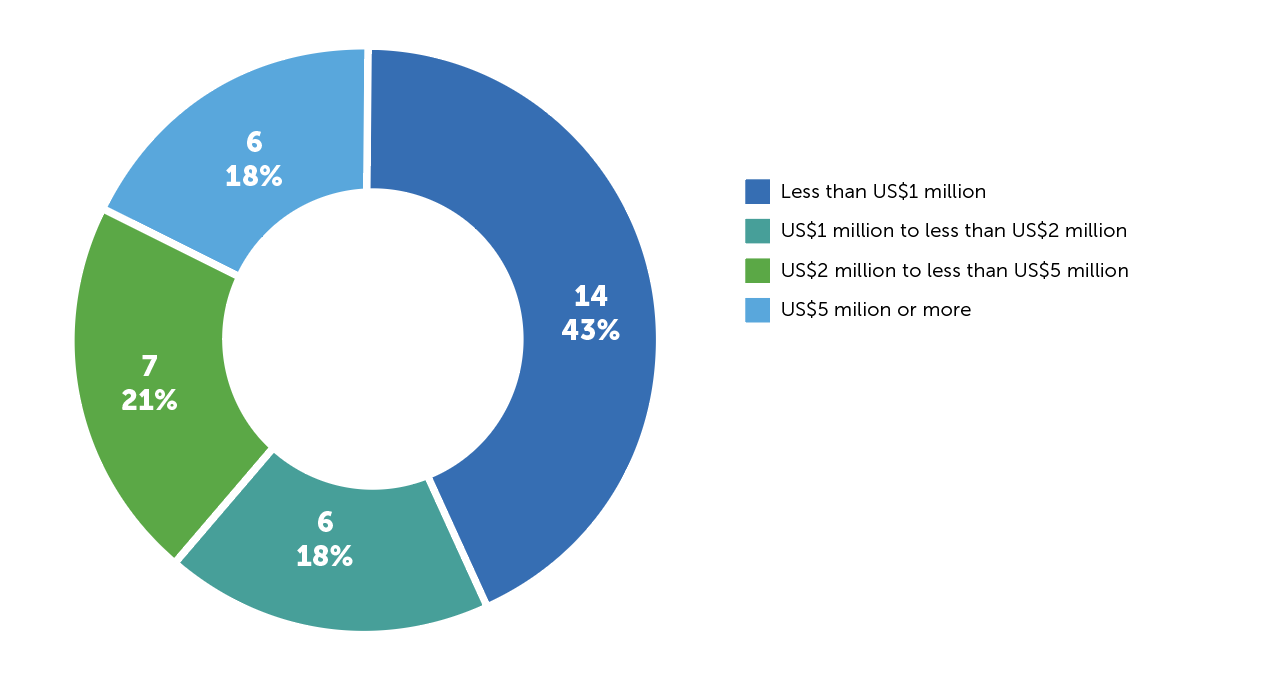 6
18%
14
43%
7
21%
6
18%
Less than US$1 million
US$1 million to less than US$2 million
US$2 million to less than US$5 million
US$5 milion or more